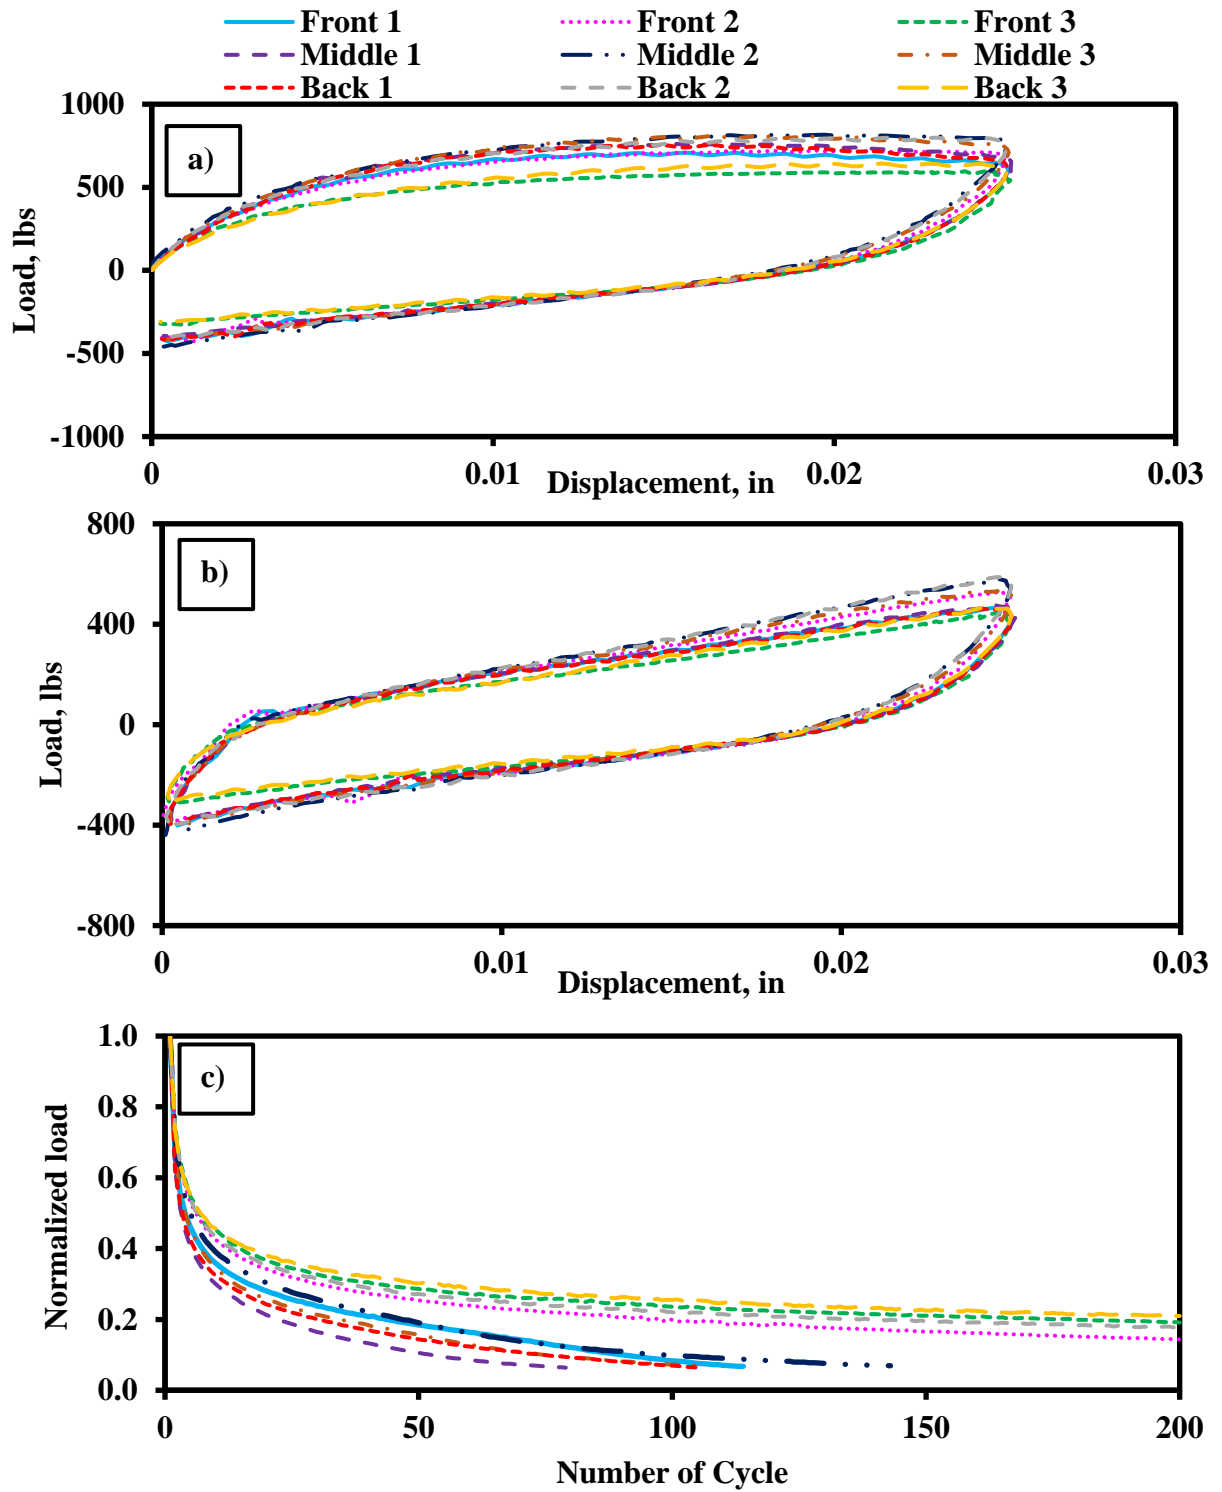 Front 1 Front 2 Front 3
Middle 1 Middle 2 Middle 3
Back 1 Back 2 Back 3
1000
500
0
-500
-1000
Load, lbs
a)
0 0.01 0.02 0.03
Displacement, in
800
400
0
-400
-800
Load, lbs
b)
0 0.01 0.02 0.03
Displacement, in
1.0
0.8
0.6
0.4
0.2
0.0
Normalized load
c)
0 50 100 150 200
Number of Cycle